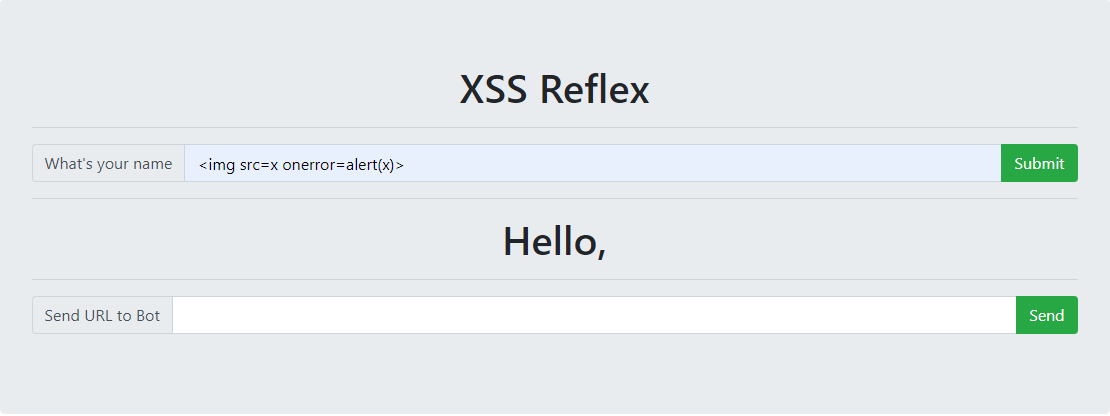 XSS Reflex
What's your name <img src=x onerror=alert(x)> Submit
Hello,
Send URL to Bot Send